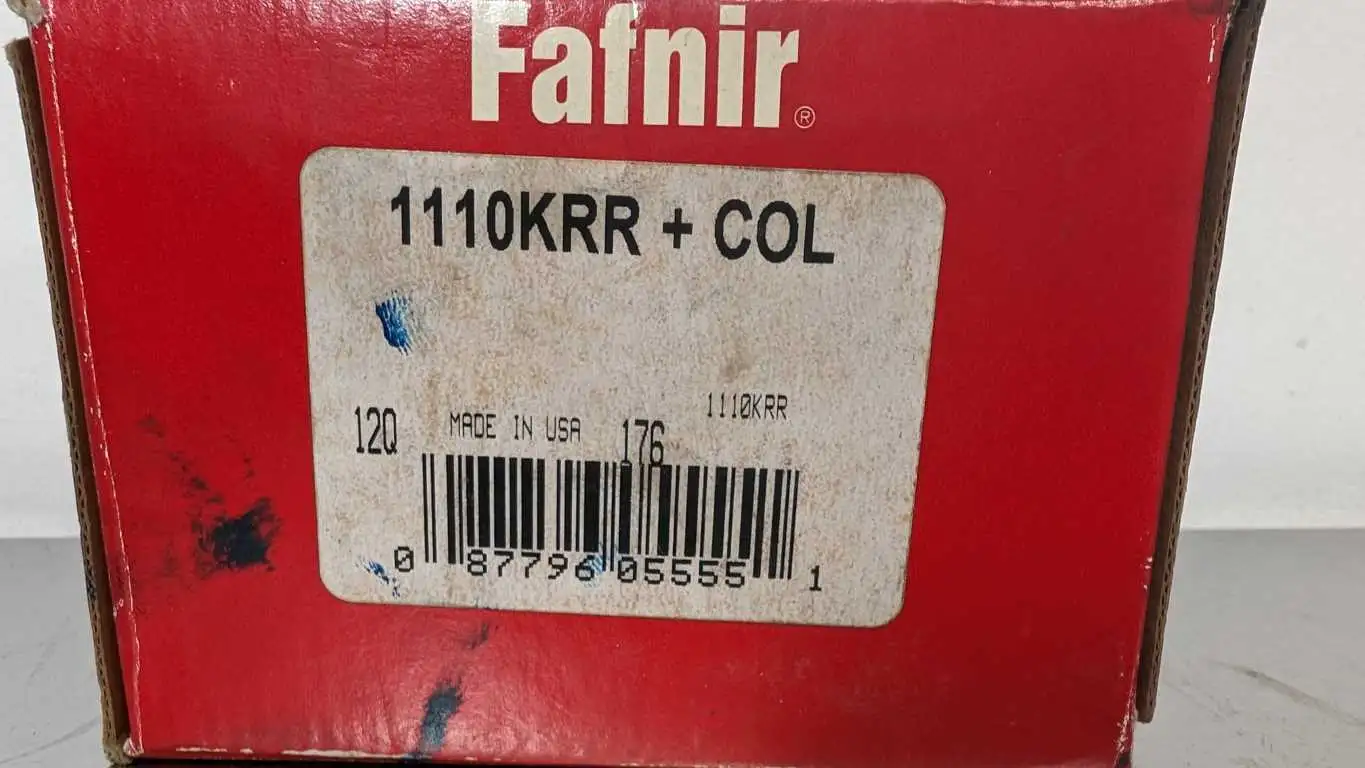 Fafnir®
1110KRR + COL
1110KRR
12Q MADE IN USA 176
0 87796 05555 1